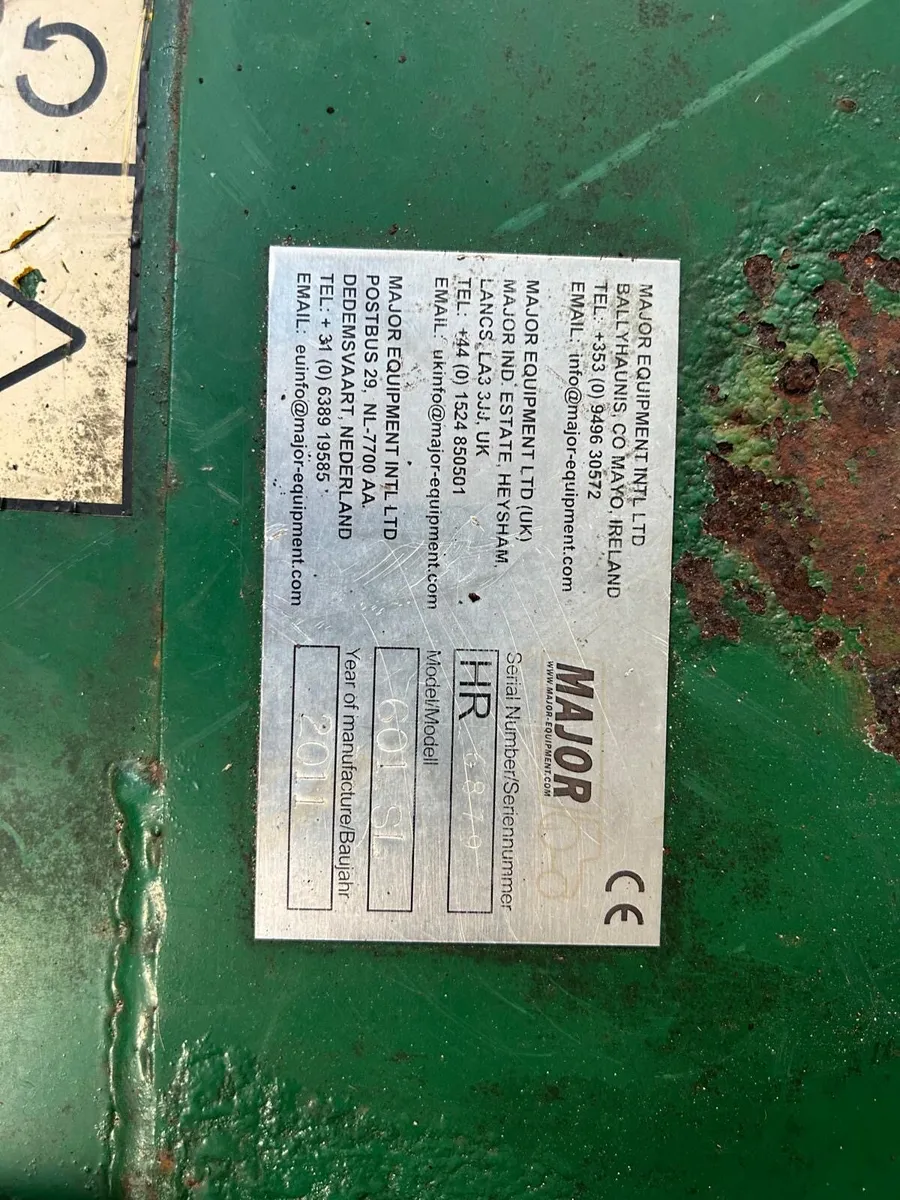 MAJOR EQUIPMENT INTL LTD
BALLYHAUNIS, CO MAYO, IRELAND
TEL: +353 (0) 9496 30572
EMAIL: info@major-equipment.com
MAJOR EQUIPMENT LTD (UK)
MAJOR IND. ESTATE, HEYSHAM,
LANCS, LA3 3JJ, UK
TEL: +44 (0) 1524 850501
EMAIL: ukinfo@major-equipment.com
MAJOR EQUIPMENT INTL LTD
POSTBUS 29, NL-7700 AA.
DEDEMSVAART, NEDERLAND
TEL: + 31 (0) 6389 19585
EMAIL: euinfo@major-equipment.com
CE
MAJOR
WWW.MAJOR-EQUIPMENT.COM
Serial Number/Seriennummer
HR 6879
Model/Modell
601 SL
Year of manufacture/Baujahr
2011